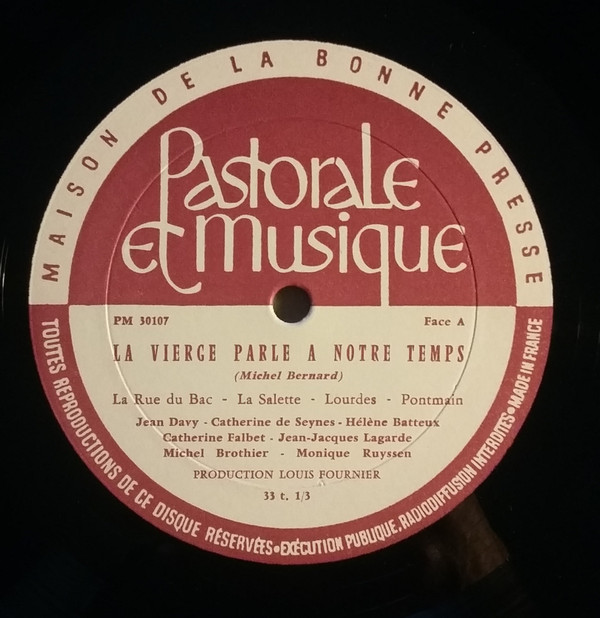 MAISON DE LA BONNE PRESSE
Pastorale
et musique
PM 30107 Face A
LA VIERGE PARLE A NOTRE TEMPS
(Michel Bernard)
La Rue du Bac - La Salette - Lourdes - Pontmain
Jean Davy - Catherine de Seynes - Hélène Batteux
Catherine Falbet - Jean-Jacques Lagarde
Michel Brothier - Monique Ruyssen
PRODUCTION LOUIS FOURNIER
33 t. 1/3
TOUTES REPRODUCTIONS DE CE DISQUE RÉSERVÉES • EXÉCUTION PUBLIQUE, RADIODIFFUSION INTERDITES • MADE IN FRANCE